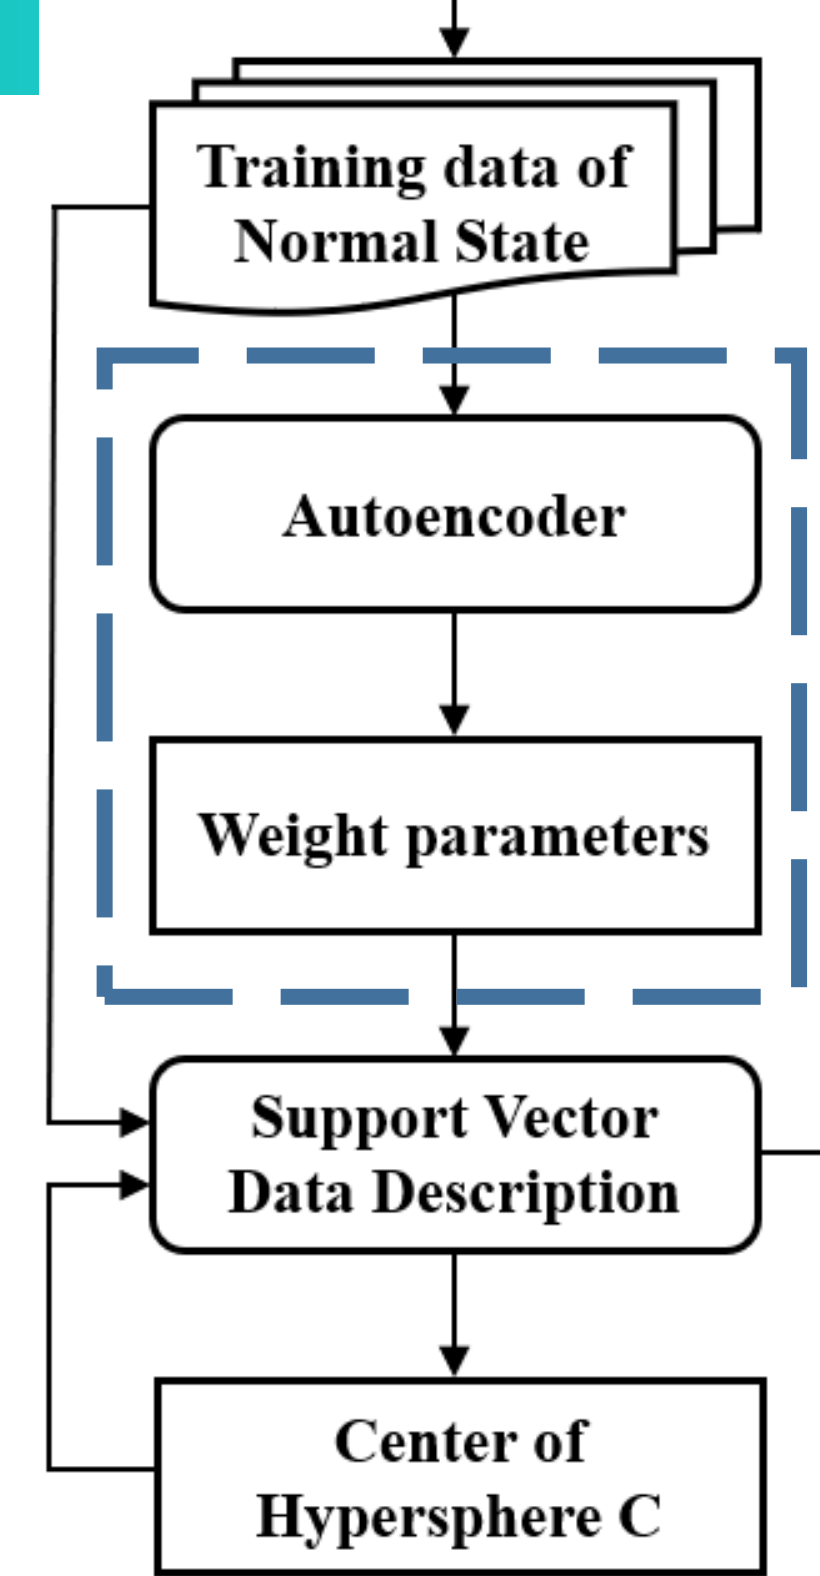 Training data of
Normal State
Autoencoder
Weight parameters
Support Vector
Data Description
Center of
Hypersphere C